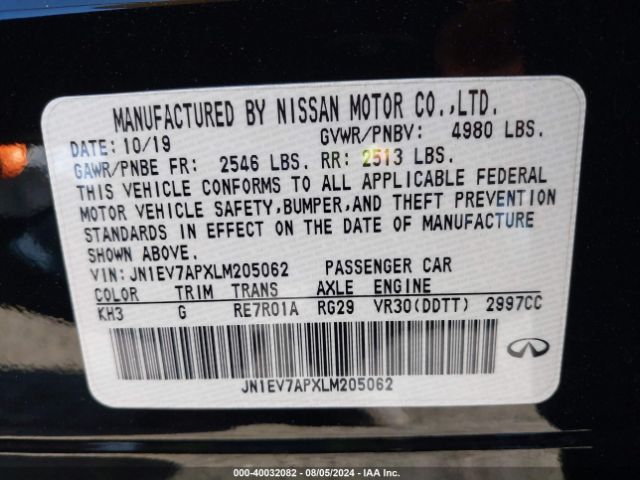 MANUFACTURED BY NISSAN MOTOR CO.,LTD.
DATE: 10/19 GVWR/PNBV: 4980 LBS.
GAWR/PNBE FR: 2546 LBS. RR: 2513 LBS.
THIS VEHICLE CONFORMS TO ALL APPLICABLE FEDERAL
MOTOR VEHICLE SAFETY,BUMPER,AND THEFT PREVENTION
STANDARDS IN EFFECT ON THE DATE OF MANUFACTURE
SHOWN ABOVE.
VIN: JN1EV7APXLM205062 PASSENGER CAR
COLOR TRIM TRANS AXLE ENGINE
KH3 G RE7R01A RG29 VR30(DDTT) 2997CC
JN1EV7APXLM205062
INFINITI
000-40032082 - 08/05/2024 - IAA Inc.